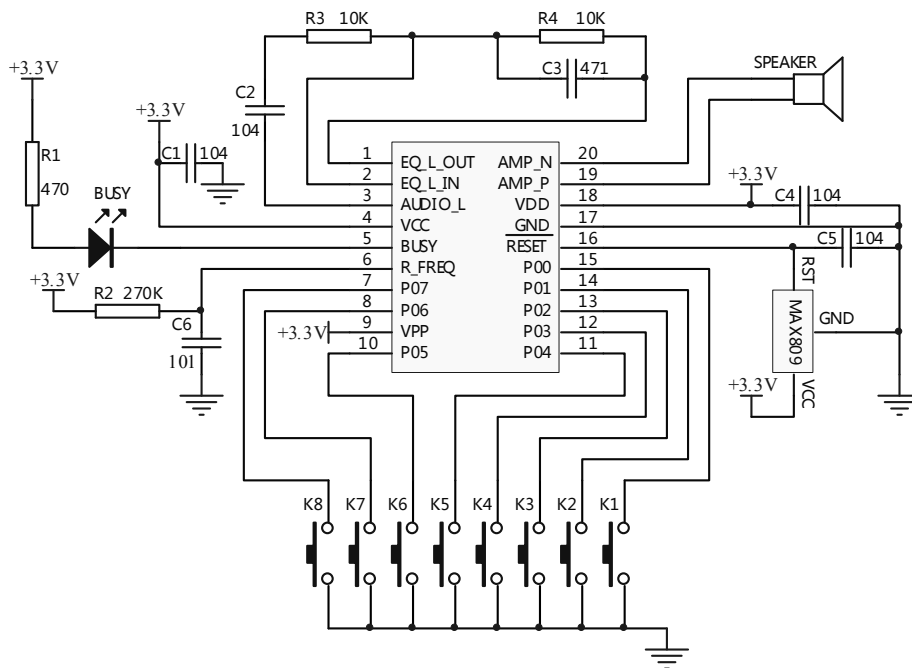 R3 10K
R4 10K
C3 471
SPEAKER
+3.3V
C2
104
+3.3V
R1
470
C1 104
BUSY
1 EQ_L_OUT AMP_N 20
2 EQ_L_IN AMP_P 19
3 AUDIO_L VDD 18
4 VCC GND 17
5 BUSY RESET 16
6 R_FREQ P00 15
7 P07 P01 14
8 P06 P02 13
9 VPP P03 12
10 P05 P04 11
+3.3V
C4 104
C5 104
RST
MAX809
GND
VCC
+3.3V
+3.3V
R2 270K
C6
101
+3.3V
K8 K7 K6 K5 K4 K3 K2 K1